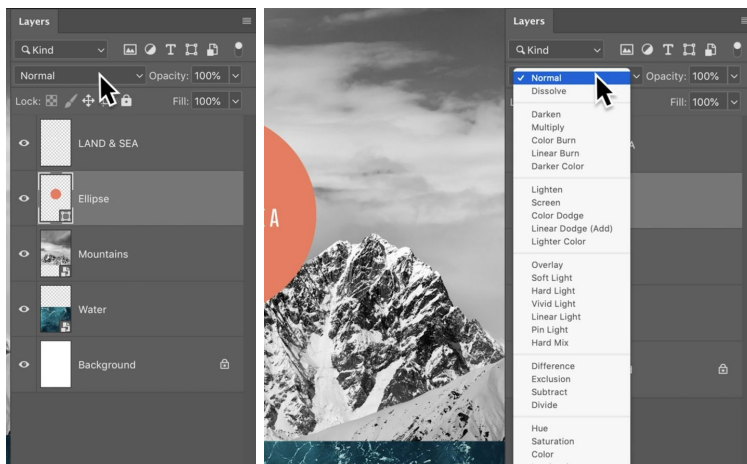 Layers
Kind
Normal
Opacity: 100%
Lock:
Fill: 100%
LAND & SEA
Ellipse
Mountains
Water
Background
A
Layers
Kind
Normal
Opacity: 100%
Dissolve
Fill: 100%
Darken
Multiply
Color Burn
Linear Burn
Darker Color
Lighten
Screen
Color Dodge
Linear Dodge (Add)
Lighter Color
Overlay
Soft Light
Hard Light
Vivid Light
Linear Light
Pin Light
Hard Mix
Difference
Exclusion
Subtract
Divide
Hue
Saturation
Color